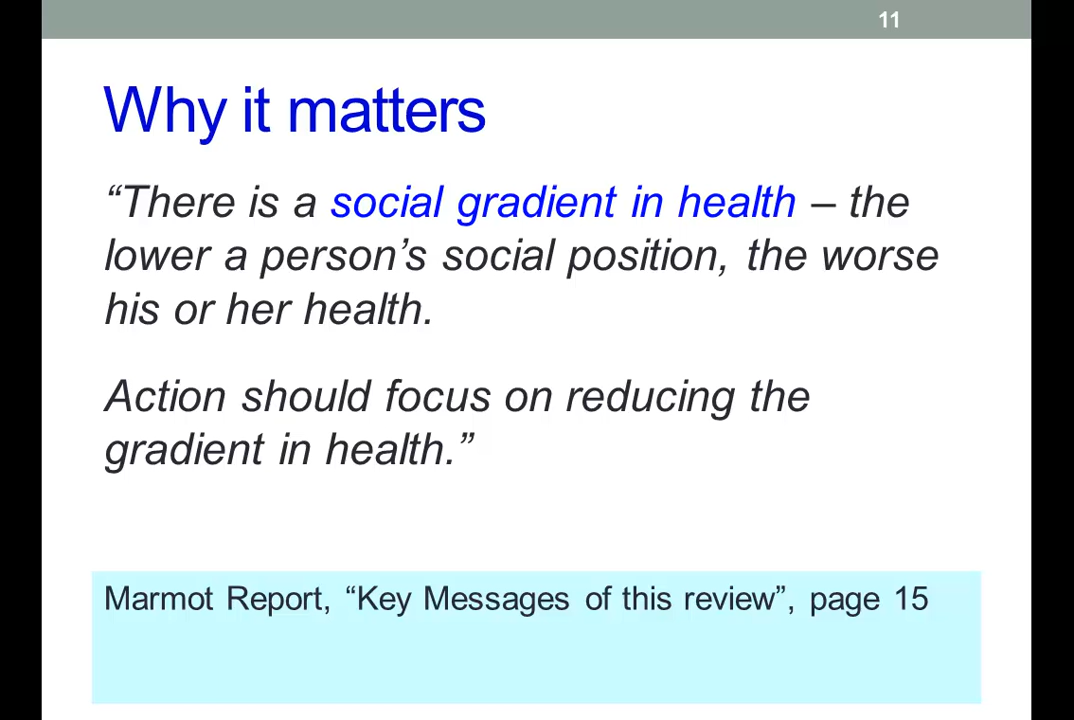 11
Why it matters
“There is a social gradient in health – the
lower a person’s social position, the worse
his or her health.
Action should focus on reducing the
gradient in health.”
Marmot Report, “Key Messages of this review”, page 15